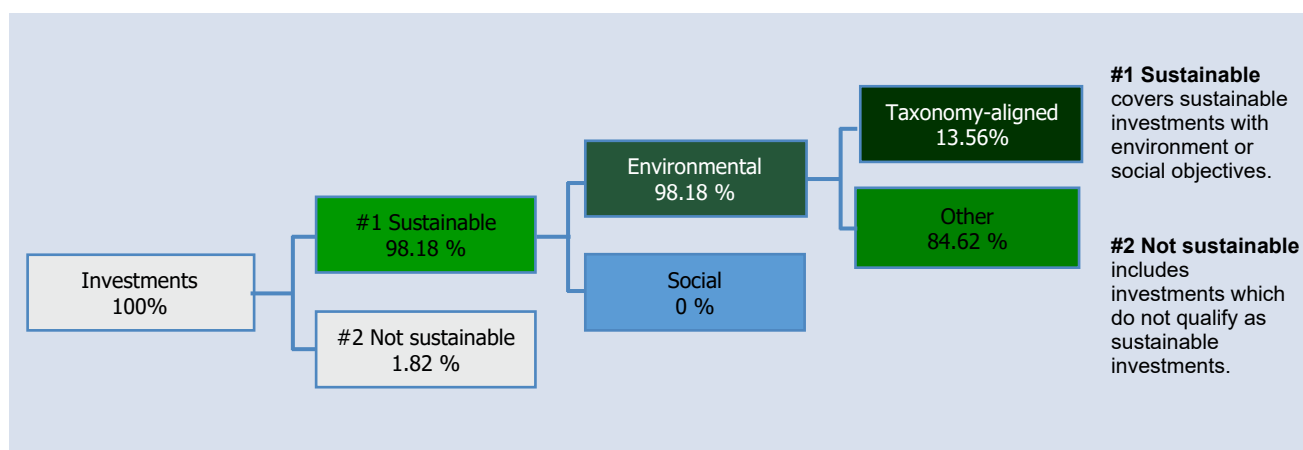 Investments
100%
#1 Sustainable
98.18 %
#2 Not sustainable
1.82 %
Environmental
98.18 %
Social
0 %
Taxonomy-aligned
13.56%
Other
84.62 %
#1 Sustainable
covers sustainable
investments with
environment or
social objectives.
#2 Not sustainable
includes
investments which
do not qualify as
sustainable
investments.